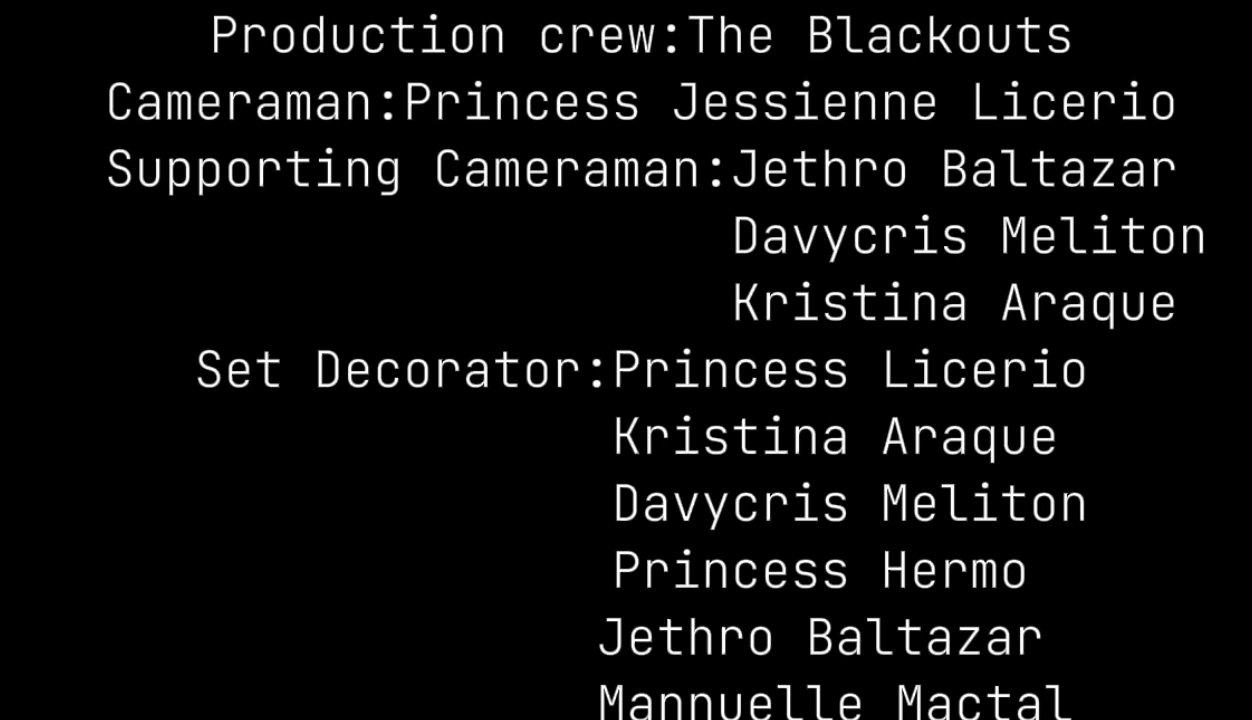 Production crew:The Blackouts
Cameraman:Princess Jessienne Licerio
Supporting Cameraman:Jethro Baltazar
Davycris Meliton
Kristina Araque
Set Decorator:Princess Licerio
Kristina Araque
Davycris Meliton
Princess Hermo
Jethro Baltazar
Mannuelle Mactal